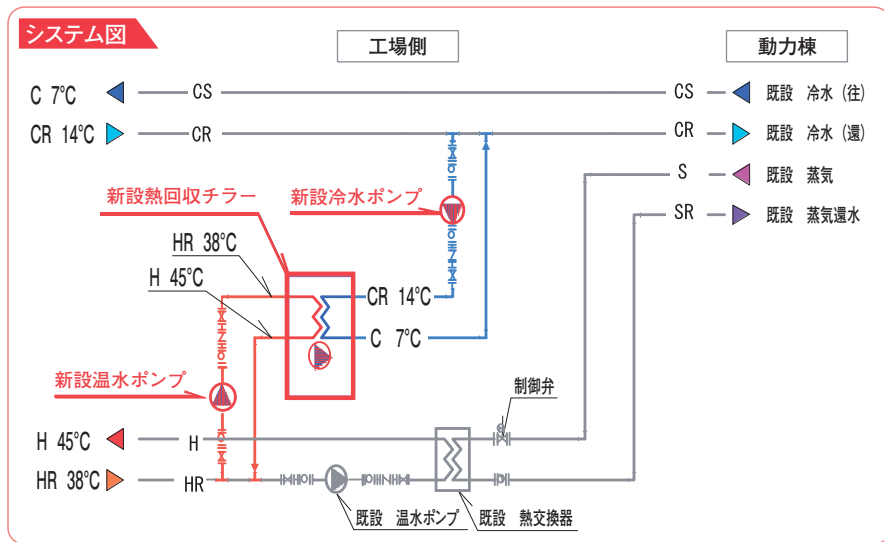 システム図
工場側
動力棟
C 7℃
CS
CS
既設 冷水（往）
CR 14℃
CR
CR
既設 冷水（還）
S
既設 蒸気
新設熱回収チラー
新設冷水ポンプ
SR
既設 蒸気還水
HR 38℃
H 45℃
CR 14℃
C 7℃
新設温水ポンプ
制御弁
H 45℃
H
HR 38℃
HR
既設 温水ポンプ
既設 熱交換器